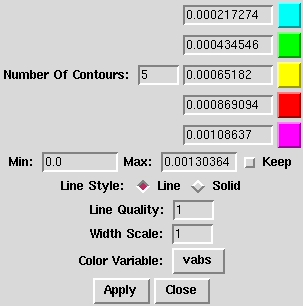 0.000217274
0.000434546
Number Of Contours: 5 0.00065182
0.000869094
0.00108637
Min: 0.0 Max: 0.00130364 Keep
Line Style: Line Solid
Line Quality: 1
Width Scale: 1
Color Variable: vabs
Apply Close